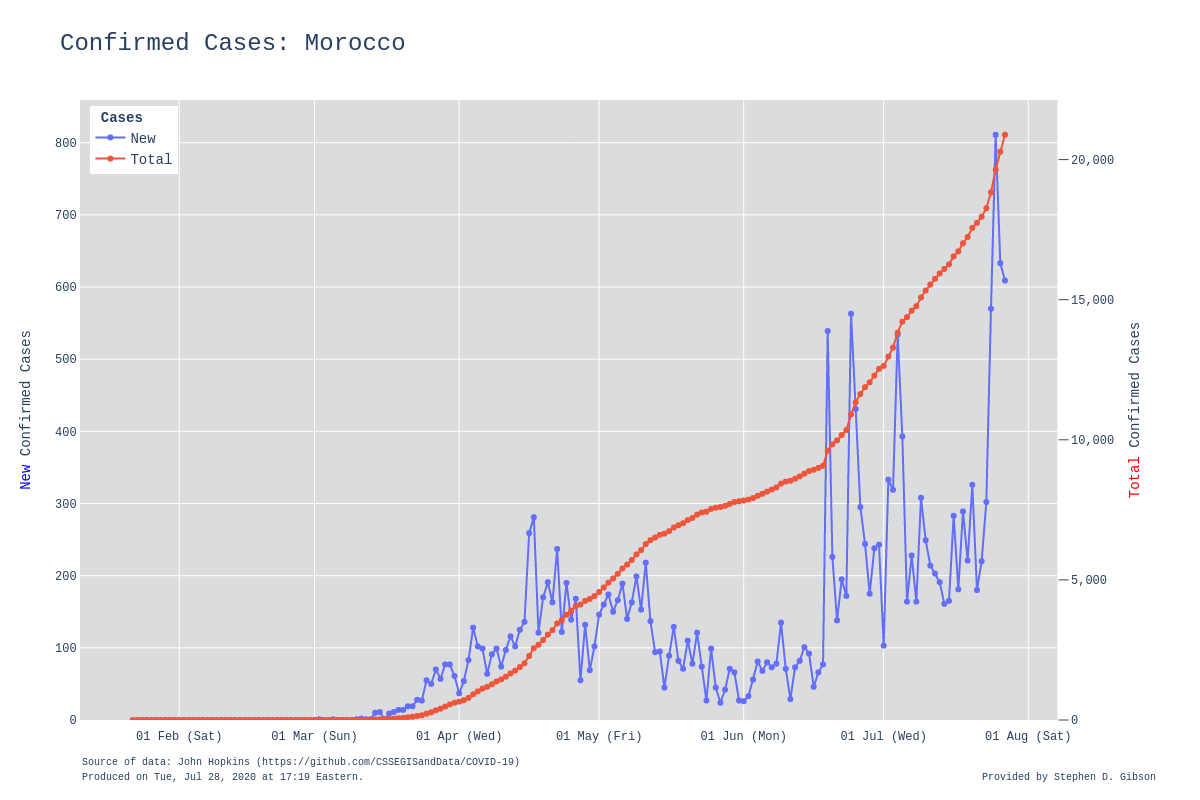 Confirmed Cases: Morocco
Cases
New
Total
800
700
600
500
400
300
200
100
0
20,000
15,000
10,000
5,000
0
New Confirmed Cases
Total Confirmed Cases
01 Feb (Sat)
01 Mar (Sun)
01 Apr (Wed)
01 May (Fri)
01 Jun (Mon)
01 Jul (Wed)
01 Aug (Sat)
Source of data: John Hopkins (https://github.com/CSSEGISandData/COVID-19)
Produced on Tue, Jul 28, 2020 at 17:19 Eastern.
Provided by Stephen D. Gibson